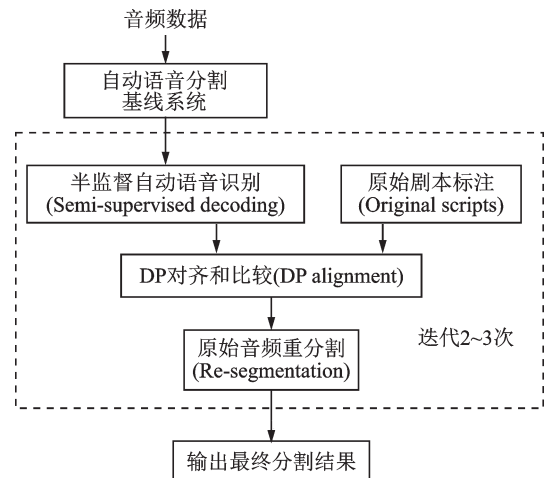 音频数据
自动语音分割
基线系统
半监督自动语音识别
(Semi-supervised decoding)
原始剧本标注
(Original scripts)
DP对齐和比较(DP alignment)
原始音频重分割
(Re-segmentation)
迭代2~3次
输出最终分割结果